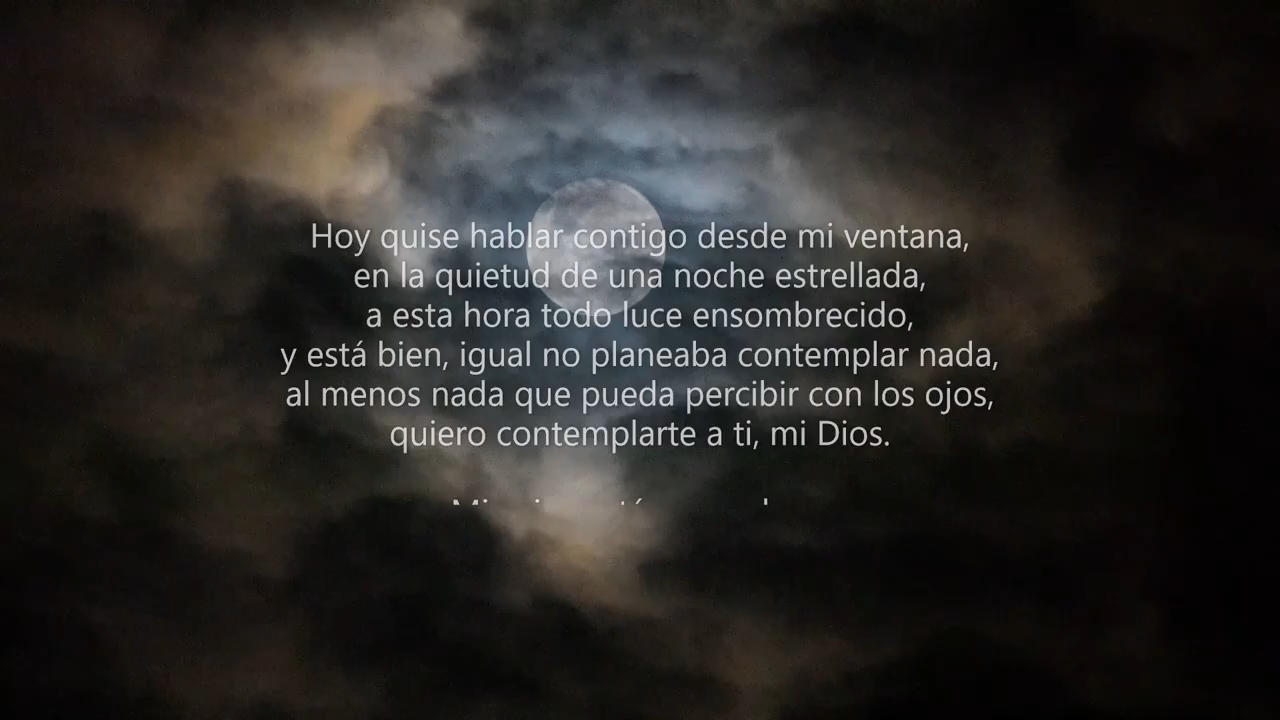 Hoy quise hablar contigo desde mi ventana,
en la quietud de una noche estrellada,
a esta hora todo luce ensombrecido,
y está bien, igual no planeaba contemplar nada,
al menos nada que pueda percibir con los ojos,
quiero contemplarte a ti, mi Dios.